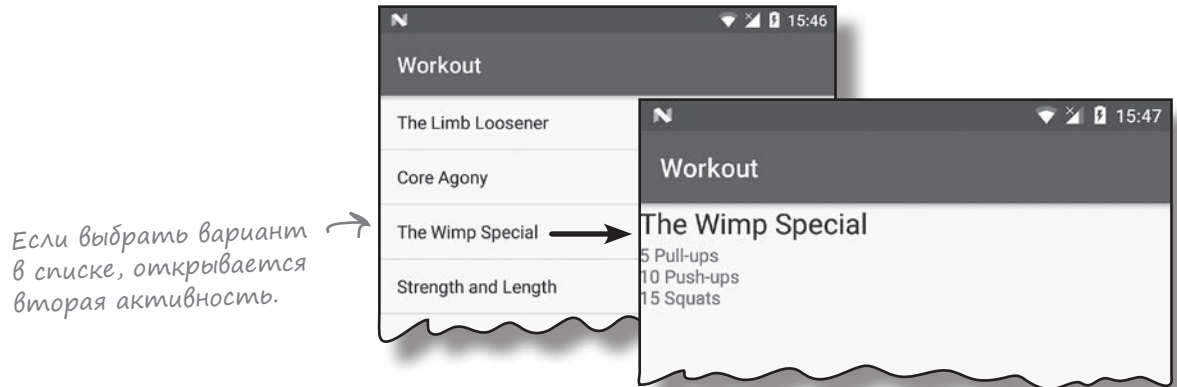 15:46
Workout
The Limb Loosener
Core Agony
The Wimp Special
Strength and Length
15:47
Workout
The Wimp Special
5 Pull-ups
10 Push-ups
15 Squats
Если выбрать вариант
в списке, открывается
вторая активность.